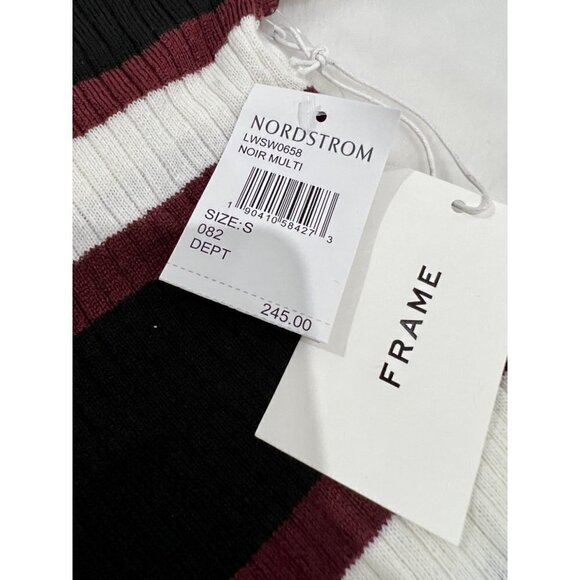 NORDSTROM
LWSW0658
NOIR MULTI
1 90410 58427 3
SIZE: S
082
DEPT
245.00
FRAME